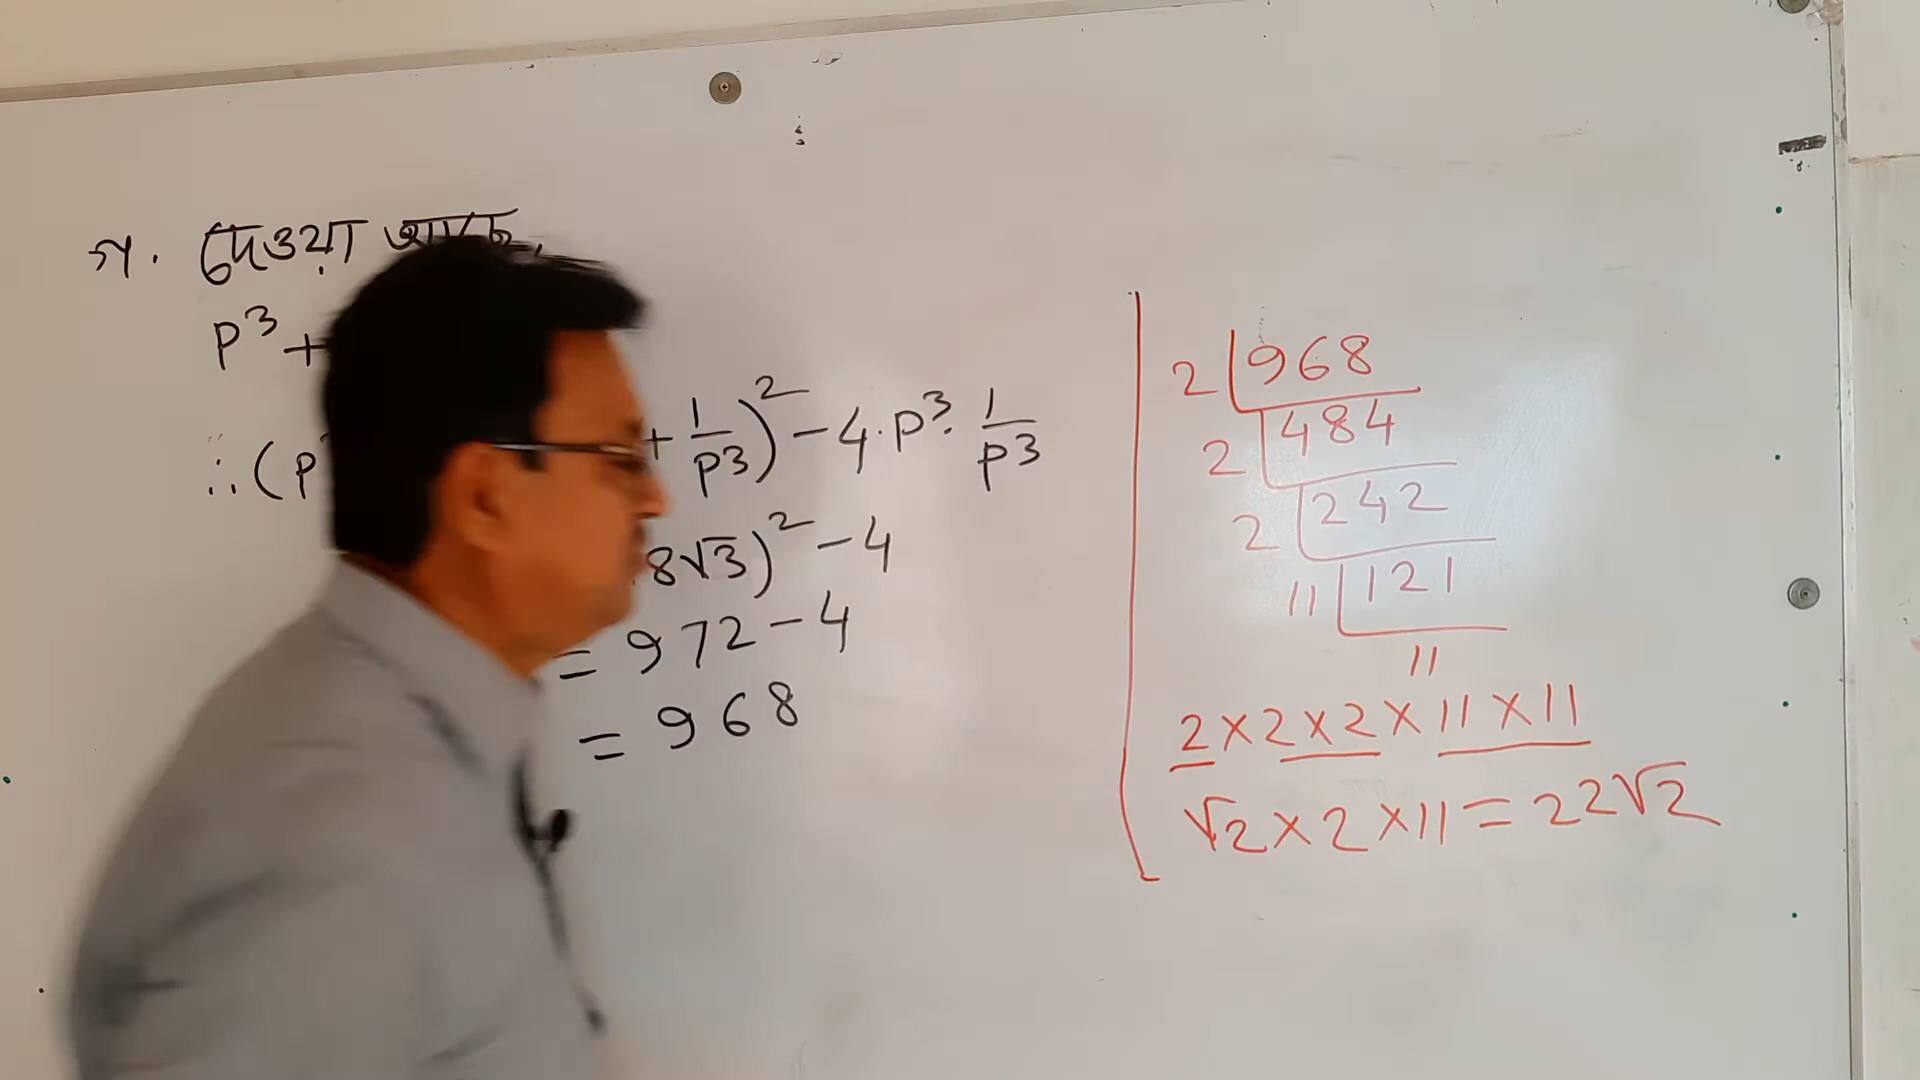 গ. দেওয়া আছে,
p³ +
∴ (p + 1/p³)² - 4.p³. 1/p³
8√3)² - 4
= 972 - 4
= 968
2 | 968
2 | 484
2 | 242
11 | 121
11
2 × 2 × 2 × 11 × 11
√2 × 2 × 11 = 22√2